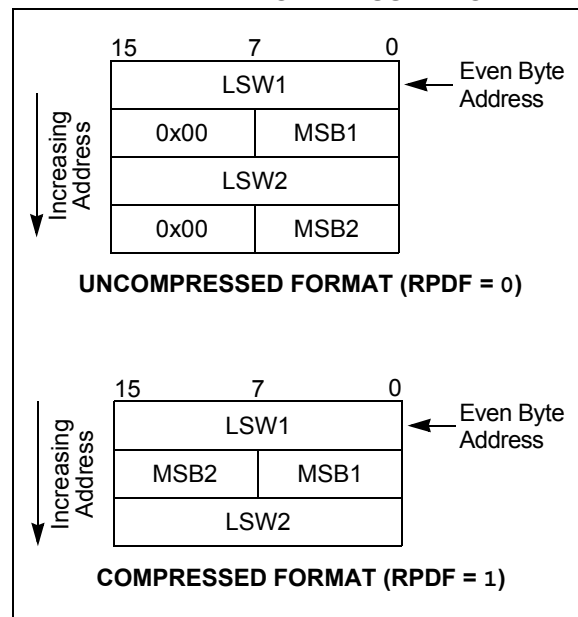 15 7 0
LSW1
Even Byte
Address
0x00 MSB1
LSW2
0x00 MSB2
Increasing
Address
UNCOMPRESSED FORMAT (RPDF = 0)
15 7 0
LSW1
Even Byte
Address
MSB2 MSB1
LSW2
Increasing
Address
COMPRESSED FORMAT (RPDF = 1)